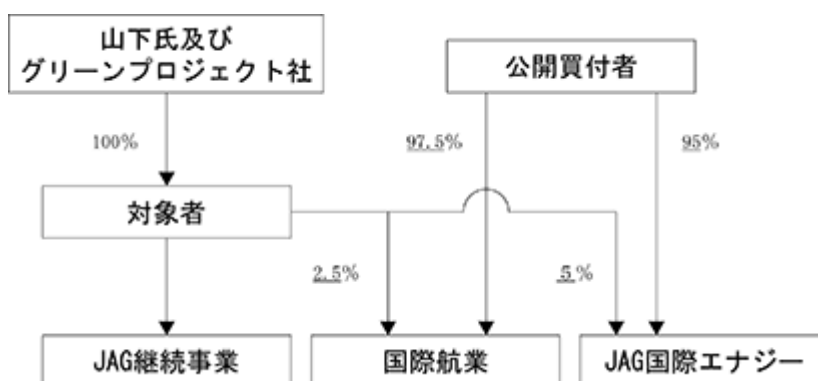 山下氏及び
グリーンプロジェクト社
公開買付者
100%
97.5%
95%
対象者
2.5%
5%
JAG継続事業
国際航業
JAG国際エナジー